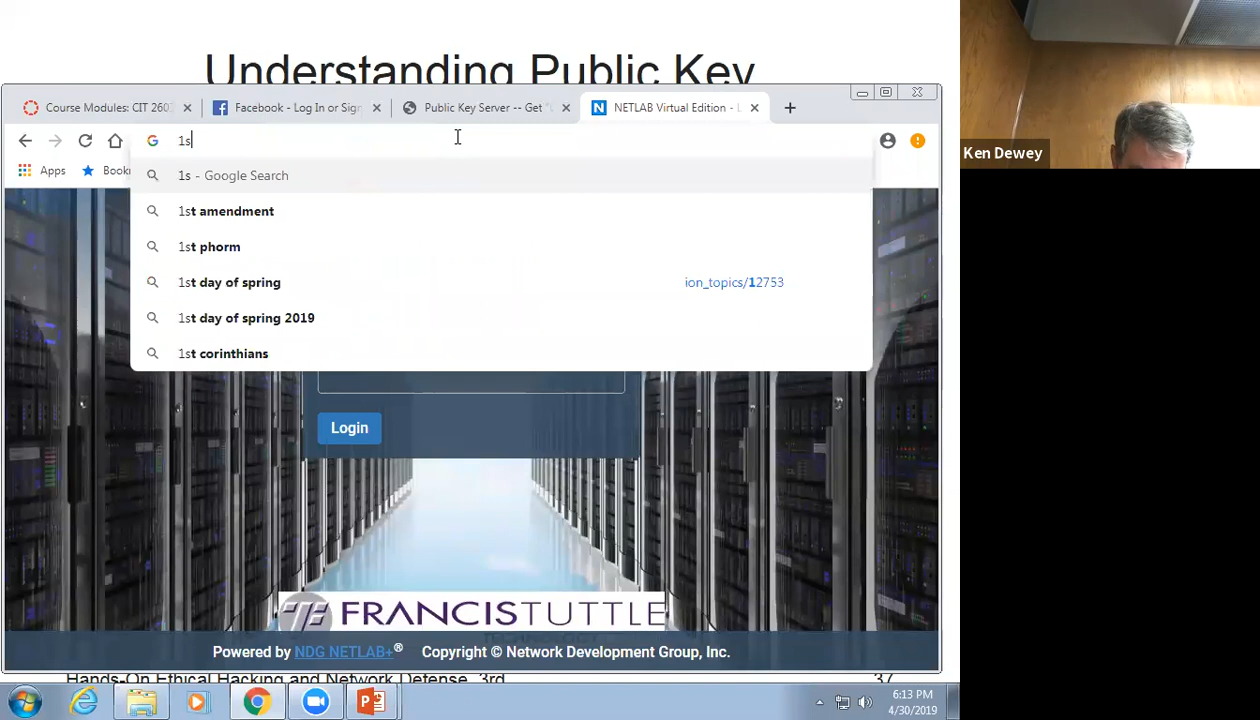 Understanding Public Key
Course Modules: CIT 260
Facebook - Log In or Sign
Public Key Server -- Get "
NETLAB Virtual Edition - L
1s
Apps
Book
1s - Google Search
1st amendment
1st phorm
1st day of spring
ion_topics/12753
1st day of spring 2019
1st corinthians
Login
FRANCISTUTTLE
Powered by NDG NETLAB+® Copyright © Network Development Group, Inc.
Hands-On Ethical Hacking and Network Defense, 3rd
37
6:13 PM
4/30/2019
Ken Dewey